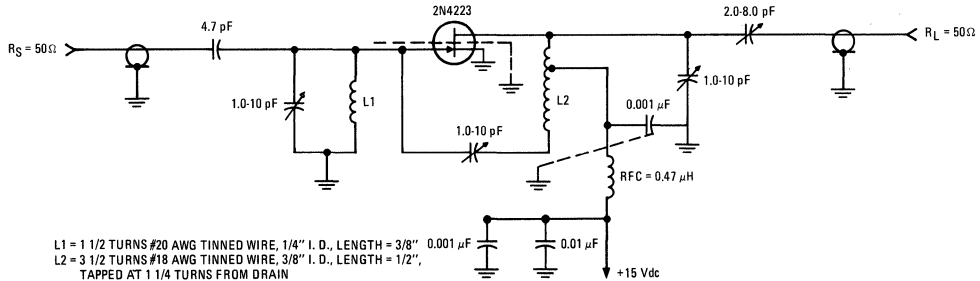 2N4223
2.0-8.0 pF
4.7 pF
RS = 50Ω
RL = 50Ω
1.0-10 pF
L1
L2
1.0-10 pF
0.001 μF
1.0-10 pF
RFC = 0.47 μH
L1 = 1 1/2 TURNS #20 AWG TINNED WIRE, 1/4" I. D., LENGTH = 3/8"
L2 = 3 1/2 TURNS #18 AWG TINNED WIRE, 3/8" I. D., LENGTH = 1/2",
TAPPED AT 1 1/4 TURNS FROM DRAIN
0.001 μF
0.01 μF
+15 Vdc